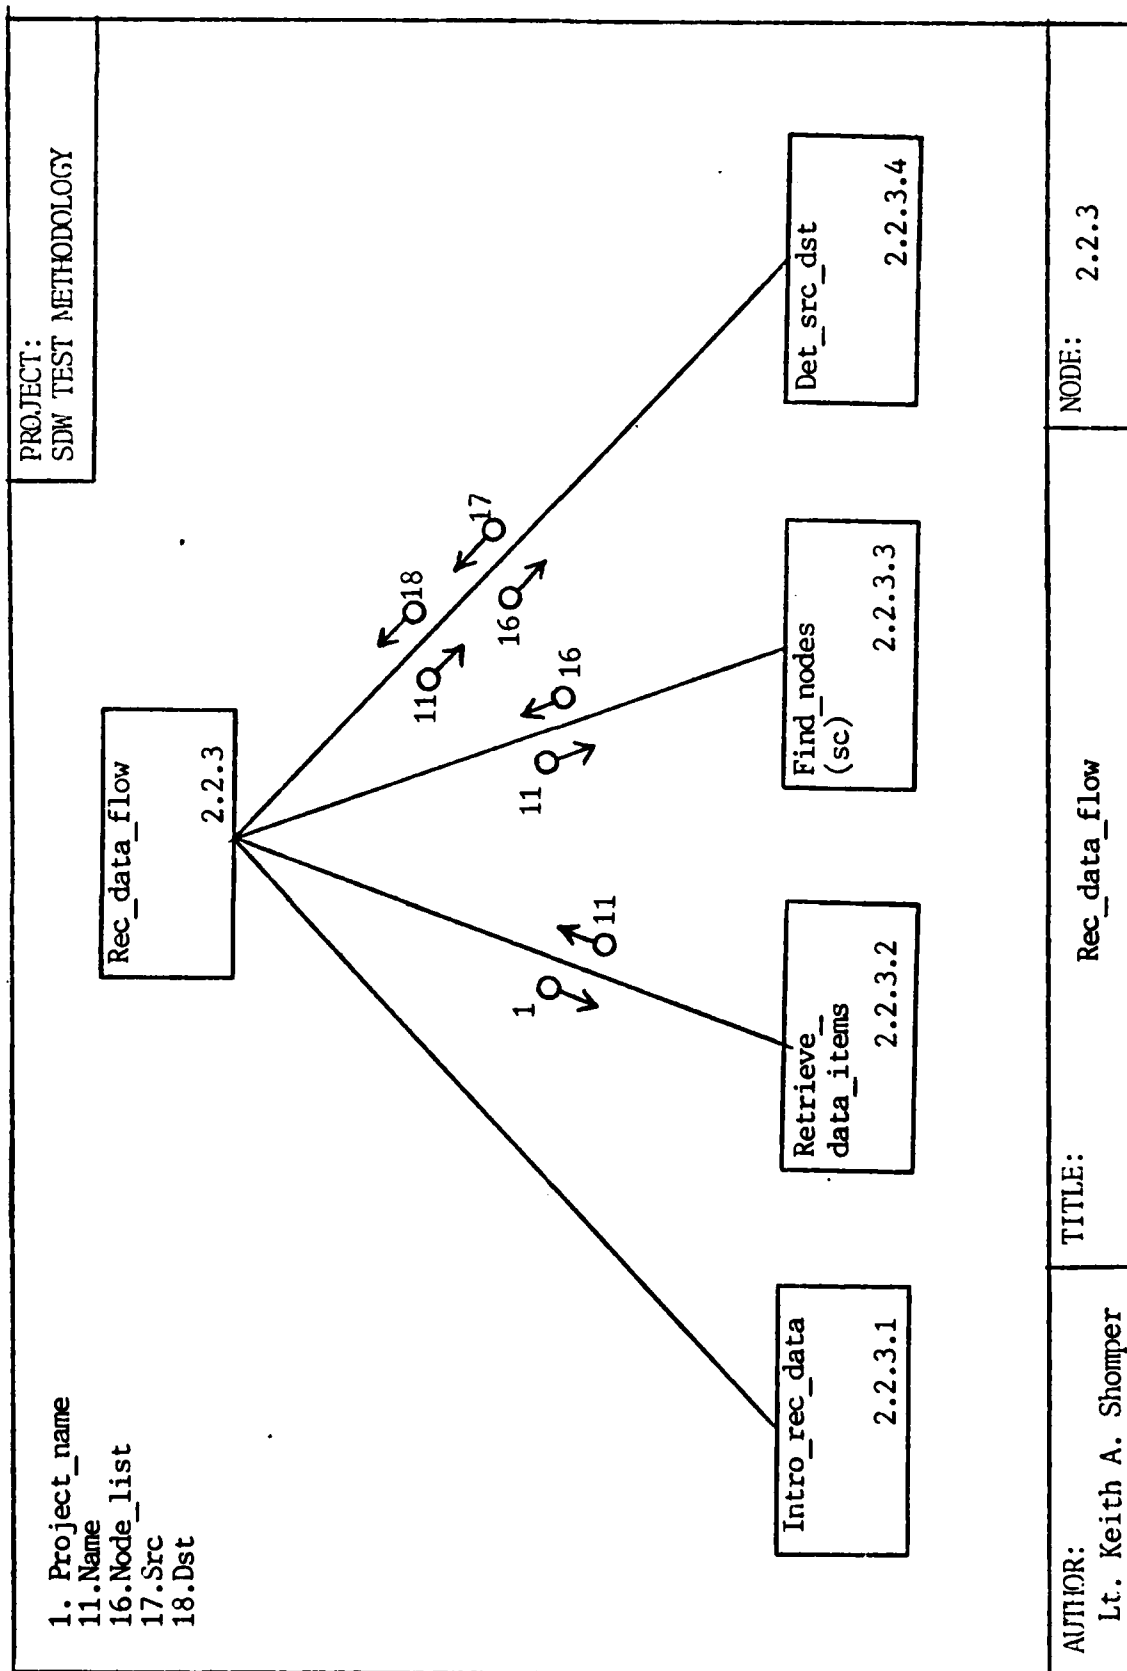 1. Project_name
11.Name
16.Node_list
17.Src
18.Dst
PROJECT:
SDW TEST METHODOLOGY
Rec_data_flow
2.2.3
18
17
11
16
11
16
1
11
Intro_rec_data
2.2.3.1
Retrieve_
data_items
2.2.3.2
Find_nodes
(sc)
2.2.3.3
Det_src_dst
2.2.3.4
AUTHOR:
Lt. Keith A. Shomper
TITLE:
Rec_data_flow
NODE:
2.2.3